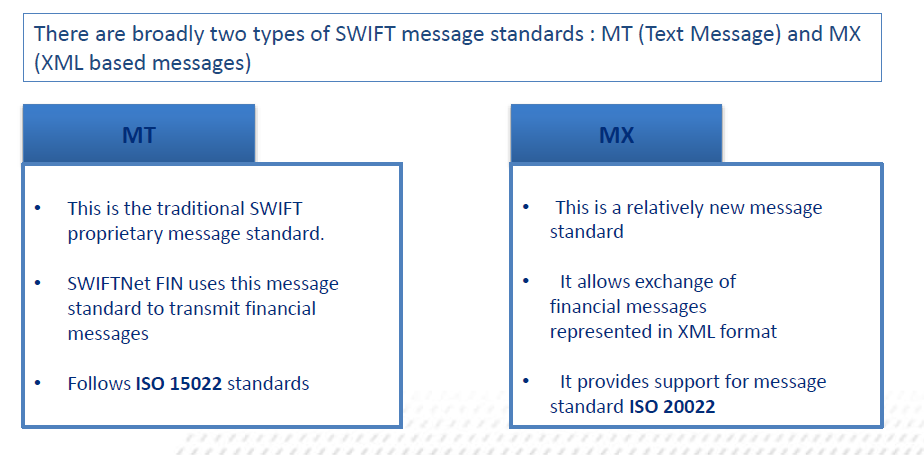 There are broadly two types of SWIFT message standards : MT (Text Message) and MX
(XML based messages)
MT
• This is the traditional SWIFT
proprietary message standard.
• SWIFTNet FIN uses this message
standard to transmit financial
messages
• Follows ISO 15022 standards
MX
• This is a relatively new message
standard
• It allows exchange of
financial messages
represented in XML format
• It provides support for message
standard ISO 20022